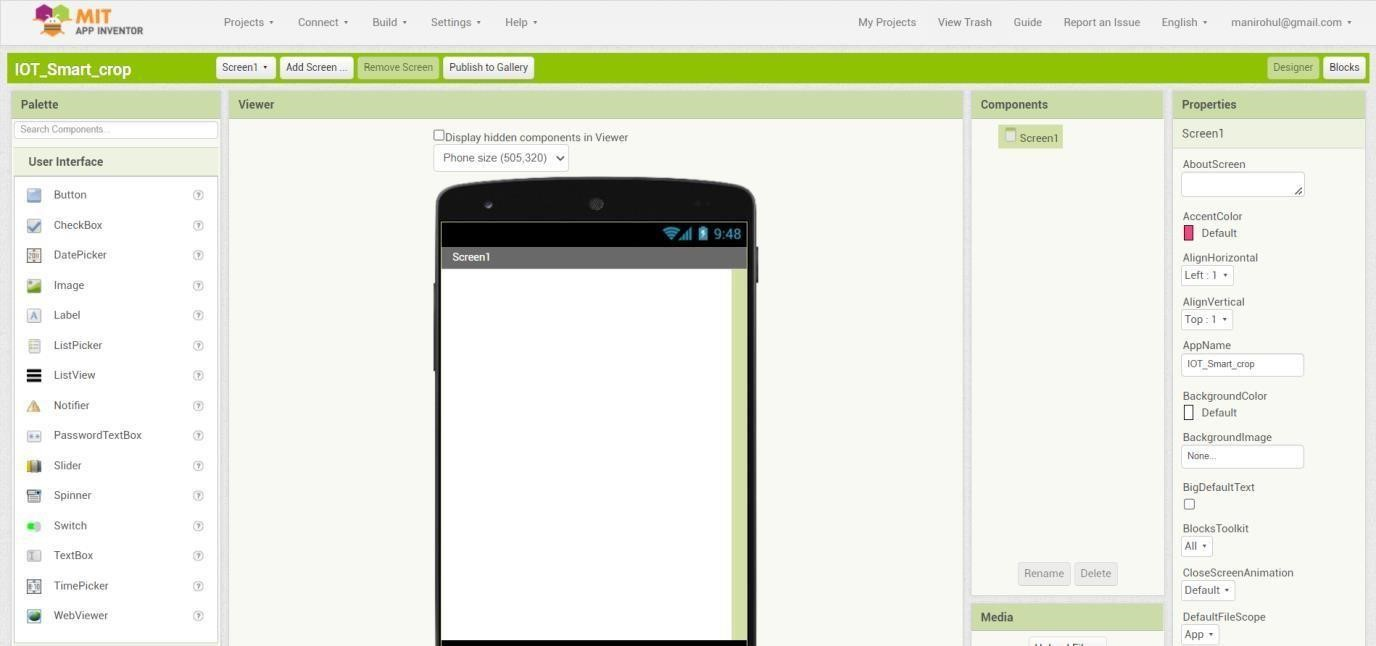 MIT
APP INVENTOR
Projects Connect Build Settings Help My Projects View Trash Guide Report an Issue English manirohul@gmail.com
IOT_Smart_crop Screen1 Add Screen ... Remove Screen Publish to Gallery Designer Blocks
Palette
Search Components...
User Interface
Button ?
CheckBox ?
DatePicker ?
Image ?
Label ?
ListPicker ?
ListView ?
Notifier ?
PasswordTextBox ?
Slider ?
Spinner ?
Switch ?
TextBox ?
TimePicker ?
WebViewer ?
Viewer
Display hidden components in Viewer
Phone size (505,320)
9:48
Screen1
Components
Screen1
Rename Delete
Media
Properties
Screen1
AboutScreen
AccentColor
Default
AlignHorizontal
Left : 1
AlignVertical
Top : 1
AppName
IOT_Smart_crop
BackgroundColor
Default
BackgroundImage
None...
BigDefaultText
BlocksToolkit
All
CloseScreenAnimation
Default
DefaultFileScope
App